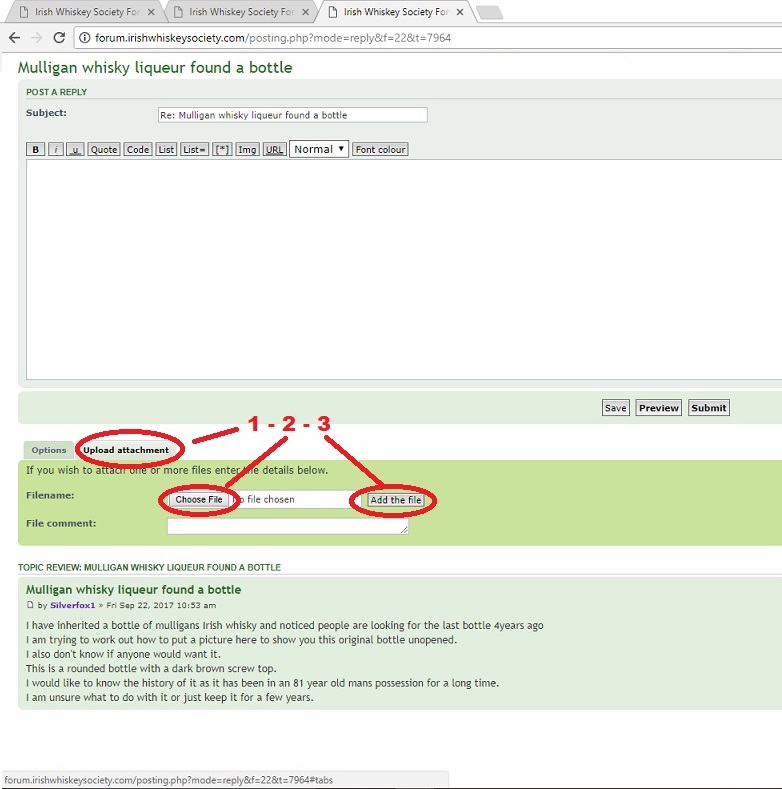 Irish Whiskey Society For × Irish Whiskey Society For × Irish Whiskey Society For ×
forum.irishwhiskeysociety.com/posting.php?mode=reply&f=22&t=7964
Mulligan whisky liqueur found a bottle
POST A REPLY
Subject: Re: Mulligan whisky liqueur found a bottle
B i u Quote Code List List= [*] Img URL Normal ▼ Font colour
Save Preview Submit
1 - 2 - 3
Options Upload attachment
If you wish to attach one or more files enter the details below.
Filename: Choose File No file chosen Add the file
File comment:
TOPIC REVIEW: MULLIGAN WHISKY LIQUEUR FOUND A BOTTLE
Mulligan whisky liqueur found a bottle
by Silverfox1 » Fri Sep 22, 2017 10:53 am
I have inherited a bottle of mulligans Irish whisky and noticed people are looking for the last bottle 4years ago
I am trying to work out how to put a picture here to show you this original bottle unopened.
I also don't know if anyone would want it.
This is a rounded bottle with a dark brown screw top.
I would like to know the history of it as it has been in an 81 year old mans possession for a long time.
I am unsure what to do with it or just keep it for a few years.
forum.irishwhiskeysociety.com/posting.php?mode=reply&f=22&t=7964#tabs